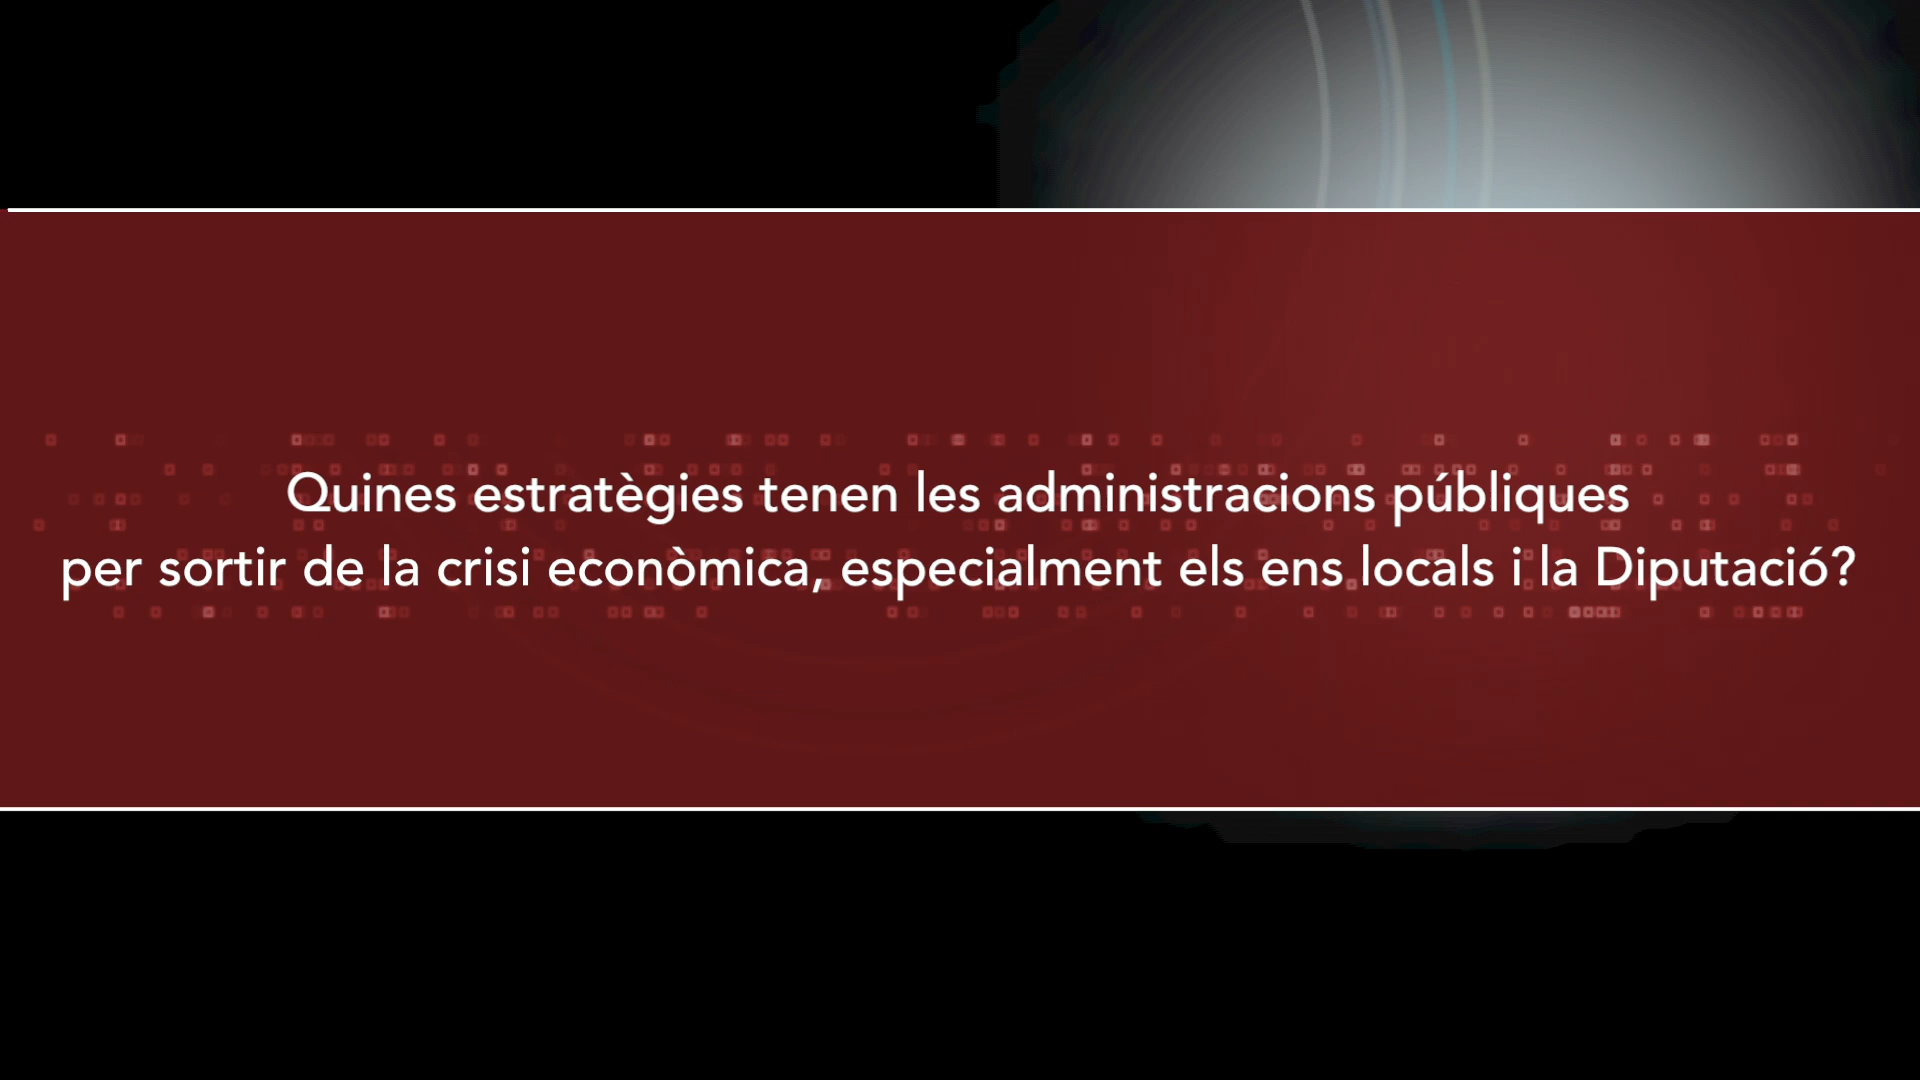 Quines estratègies tenen les administracions públiques
per sortir de la crisi econòmica, especialment els ens locals i la Diputació?